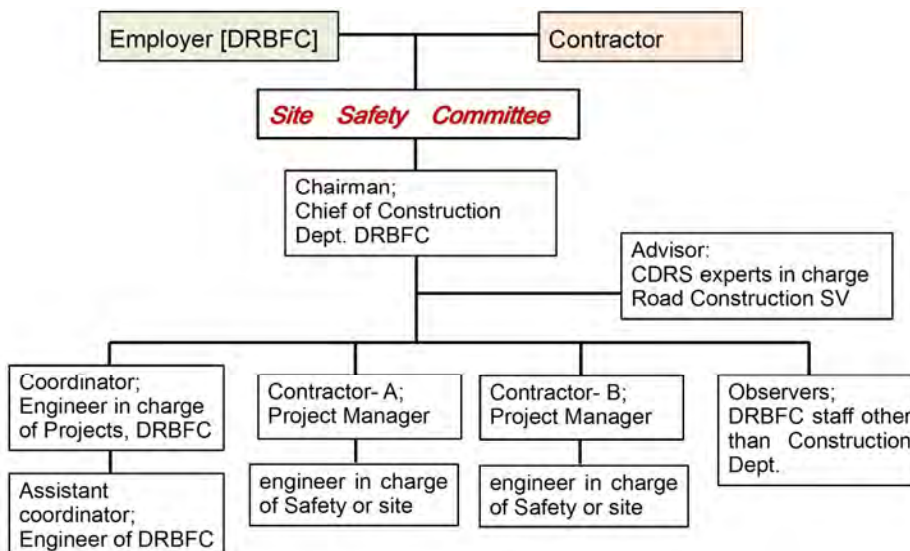 Employer [DRBFC]
Contractor
Site Safety Committee
Chairman;
Chief of Construction
Dept. DRBFC
Advisor:
CDRS experts in charge
Road Construction SV
Coordinator;
Engineer in charge
of Projects, DRBFC
Contractor- A;
Project Manager
Contractor- B;
Project Manager
Observers;
DRBFC staff other
than Construction
Dept.
Assistant
coordinator;
Engineer of DRBFC
engineer in charge
of Safety or site
engineer in charge
of Safety or site